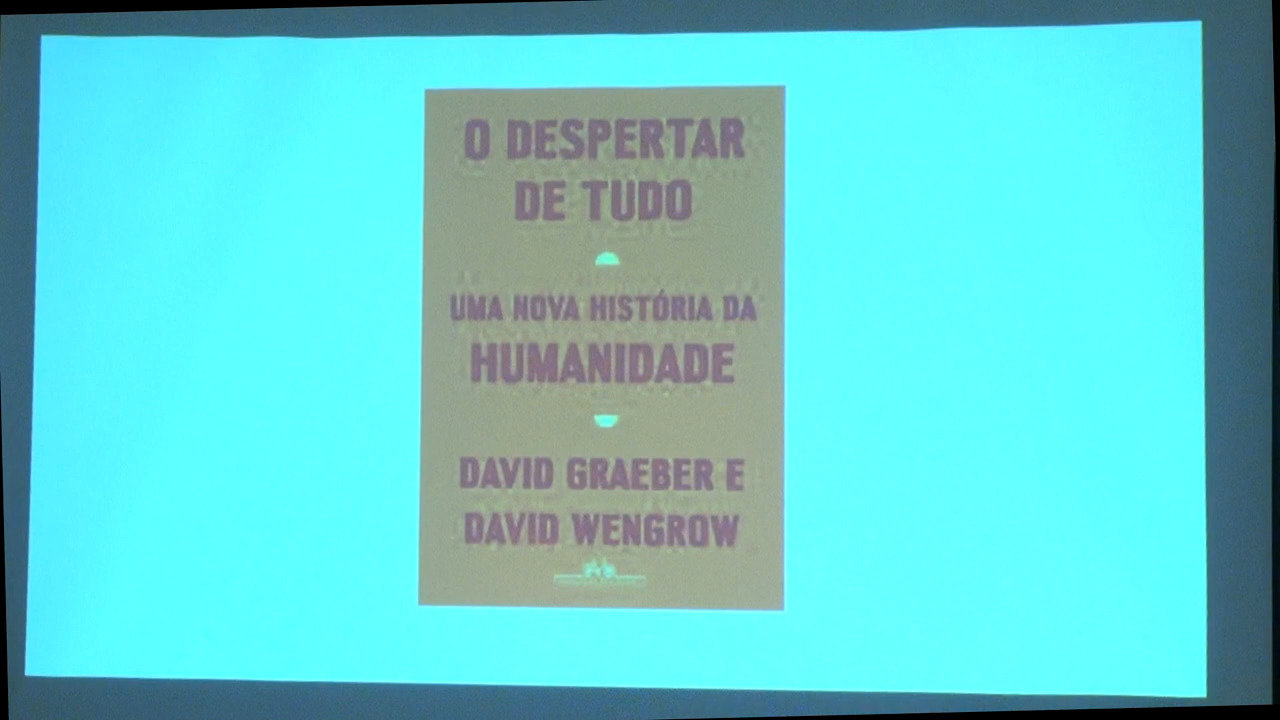 O DESPERTAR
DE TUDO
UMA NOVA HISTÓRIA DA
HUMANIDADE
DAVID GRAEBER E
DAVID WENGROW